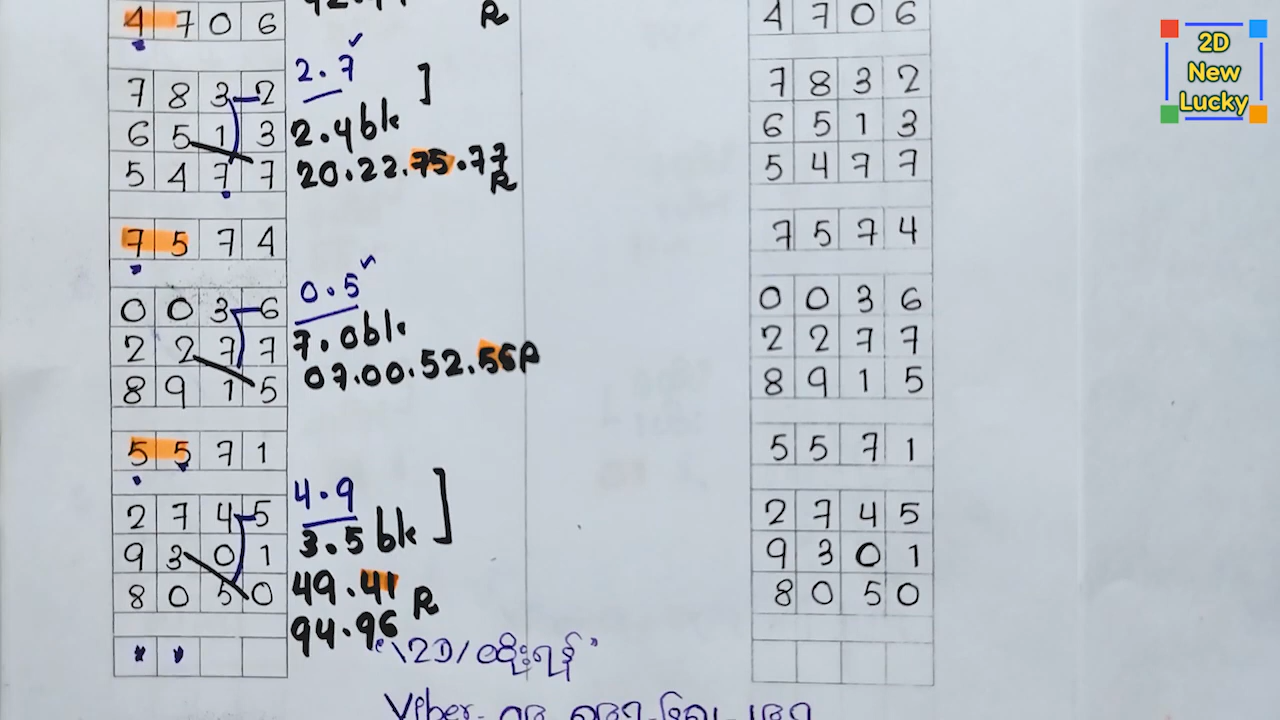 4 7 0 6
R
4 7 0 6
2D
New
Lucky
7 8 3 2
6 5 1 3
5 4 7 7
2.7 ]
2.4 bk
20.22.75.77
R
7 8 3 2
6 5 1 3
5 4 7 7
7 5 7 4
7 5 7 4
0 0 3 6
2 2 7 7
8 9 1 5
0.5
7.0 bk
07.00.52.56R
0 0 3 6
2 2 7 7
8 9 1 5
5 5 7 1
5 5 7 1
2 7 4 5
9 3 0 1
8 0 5 0
4.9 ]
3.5 bk
49.41
94.96 R
2 7 4 5
9 3 0 1
8 0 5 0
* *
"2D/
Viber-